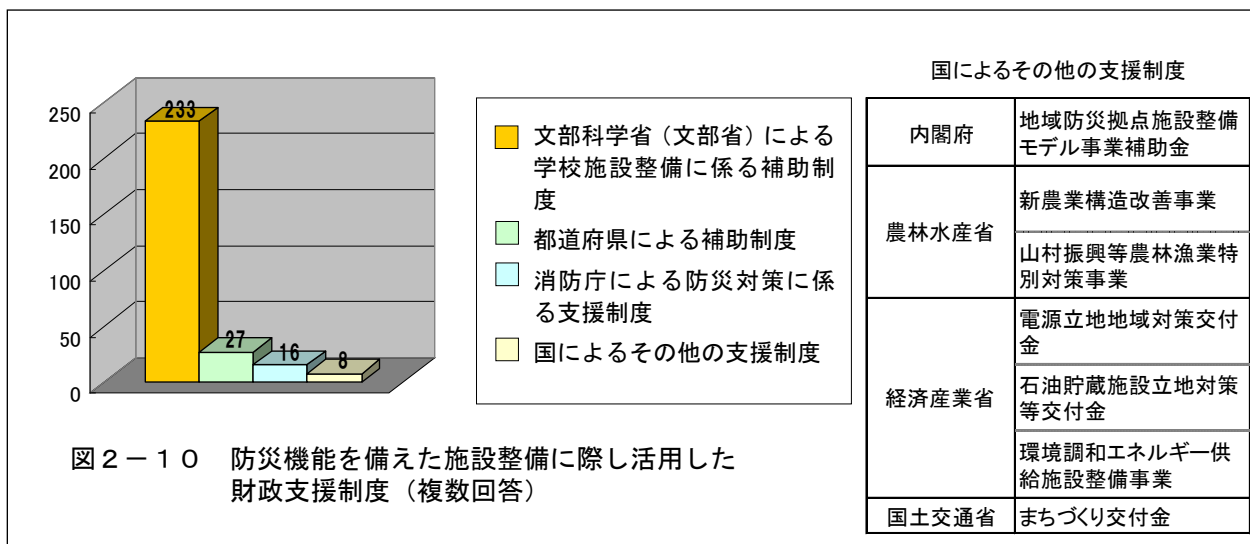 250
200
150
100
50
0
233
27
16
8
文部科学省（文部省）による
学校施設整備に係る補助制
度
都道府県による補助制度
消防庁による防災対策に係
る支援制度
国によるその他の支援制度
図２－１０　防災機能を備えた施設整備に際し活用した
財政支援制度（複数回答）
国によるその他の支援制度
内閣府
地域防災拠点施設整備
モデル事業補助金
農林水産省
新農業構造改善事業
山村振興等農林漁業特
別対策事業
経済産業省
電源立地地域対策交付
金
石油貯蔵施設立地対策
等交付金
環境調和エネルギー供
給施設整備事業
国土交通省
まちづくり交付金